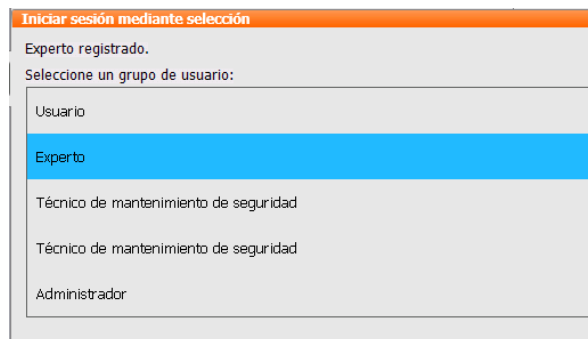 Iniciar sesión mediante selección
Experto registrado.
Seleccione un grupo de usuario:
Usuario
Experto
Técnico de mantenimiento de seguridad
Técnico de mantenimiento de seguridad
Administrador